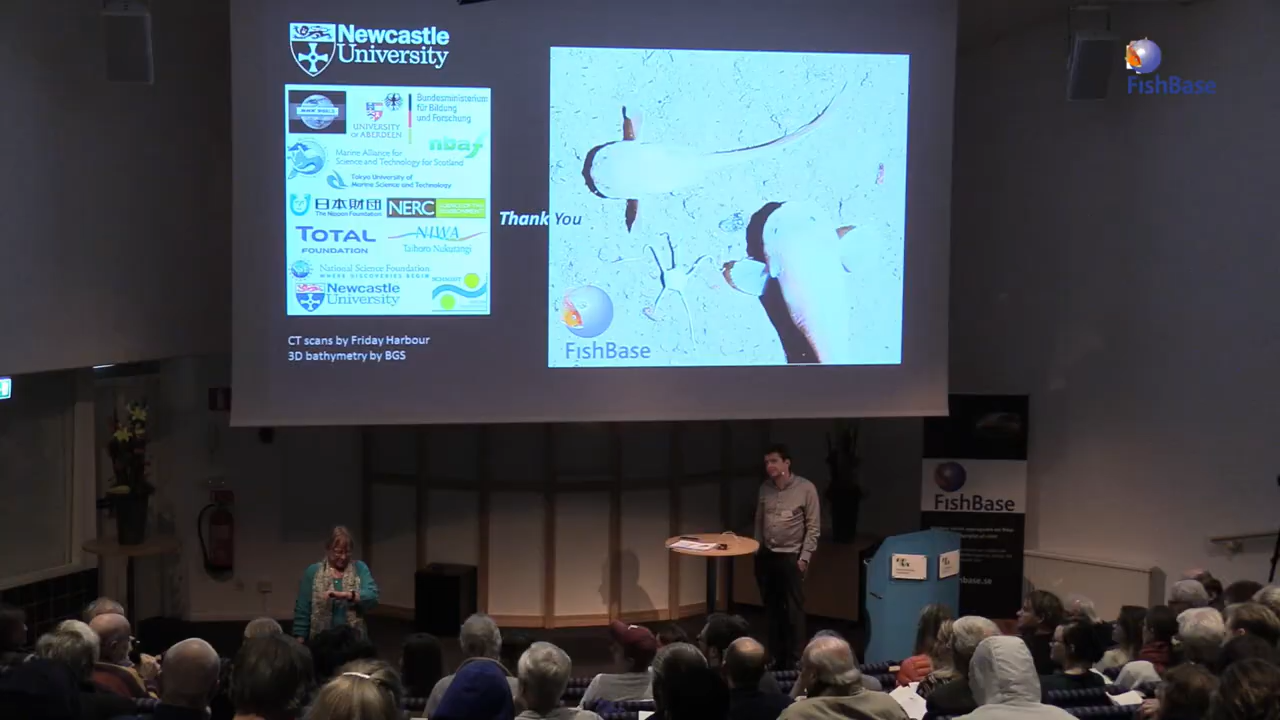 Newcastle
University
UNIVERSITY
OF ABERDEEN
Bundesministerium
für Bildung
und Forschung
nbaf
Marine Alliance for
Science and Technology for Scotland
Tokyo University of
Marine Science and Technology
日本財団
The Nippon Foundation
NERC
TOTAL
FOUNDATION
NIWA
Taihoro Nukurangi
National Science Foundation
WHERE DISCOVERIES BEGIN
Newcastle
University
Thank You
FishBase
CT scans by Friday Harbour
3D bathymetry by BGS
FishBase
FishBase